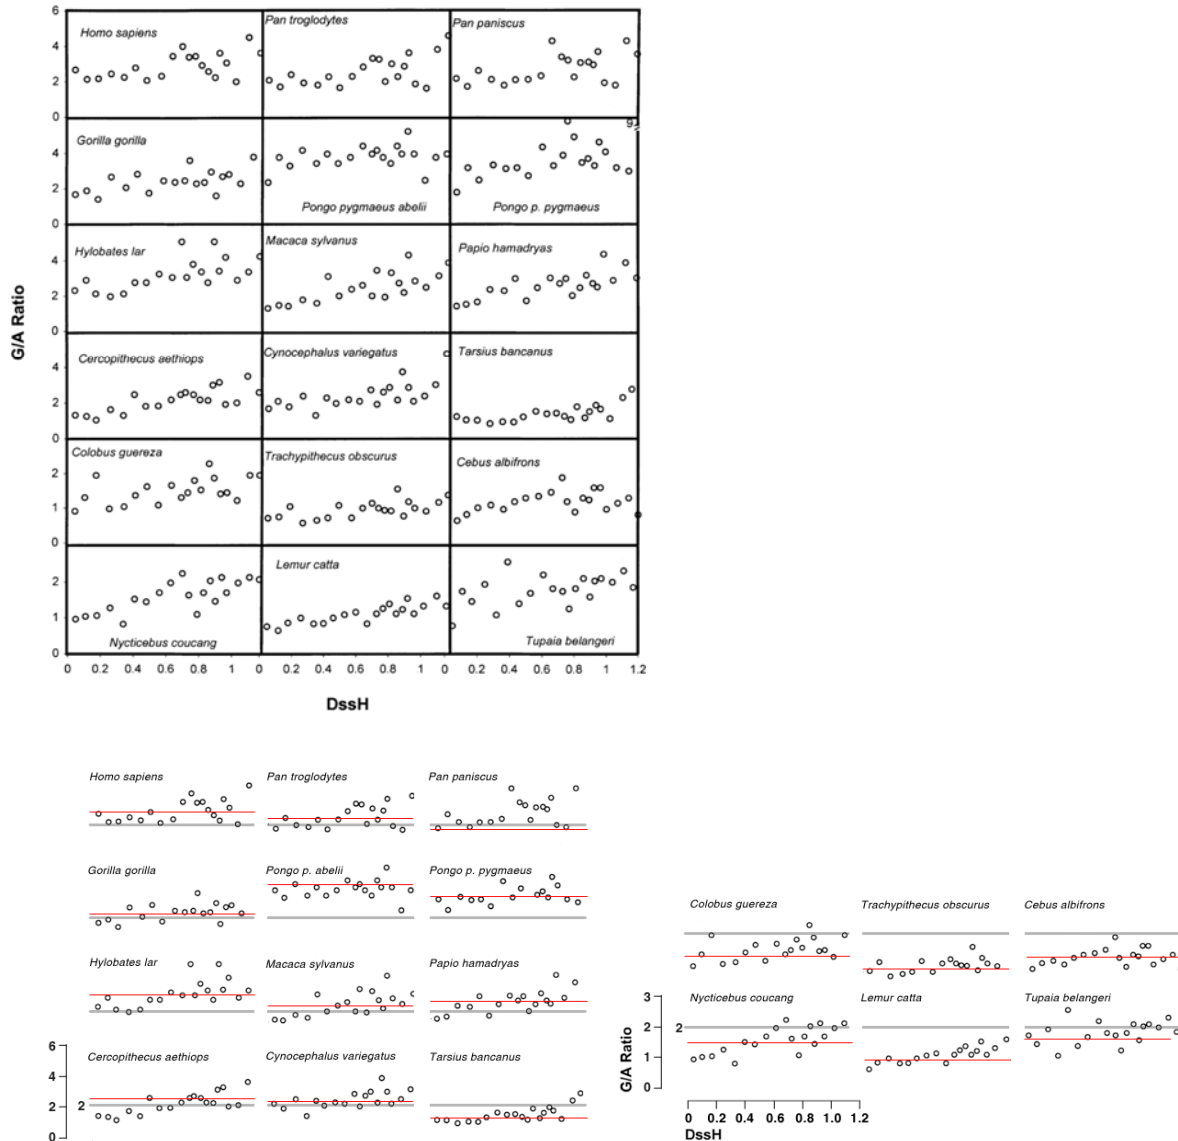 6
4
2
0
Homo sapiens
Pan troglodytes
Pan paniscus
4
2
0
Gorilla gorilla
Pongo pygmaeus abelii
Pongo p. pygmaeus
9
4
2
0
Hylobates lar
Macaca sylvanus
Papio hamadryas
G/A Ratio
4
2
0
Cercopithecus aethiops
Cynocephalus variegatus
Tarsius bancanus
2
1
0
Colobus guereza
Trachypithecus obscurus
Cebus albifrons
2
1
0
Nycticebus coucang
Lemur catta
Tupaia belangeri
0 0.2 0.4 0.6 0.8 1 0 0.2 0.4 0.6 0.8 1 0 0.2 0.4 0.6 0.8 1.0 1.2
DssH
Homo sapiens
Pan troglodytes
Pan paniscus
Gorilla gorilla
Pongo p. abelii
Pongo p. pygmaeus
Hylobates lar
Macaca sylvanus
Papio hamadryas
6
4
2
0
2
Cercopithecus aethiops
Cynocephalus variegatus
Tarsius bancanus
Colobus guereza
Trachypithecus obscurus
Cebus albifrons
G/A Ratio
3
2
1
0
2
Nycticebus coucang
Lemur catta
Tupaia belangeri
0 0.2 0.4 0.6 0.8 1.0 1.2
DssH